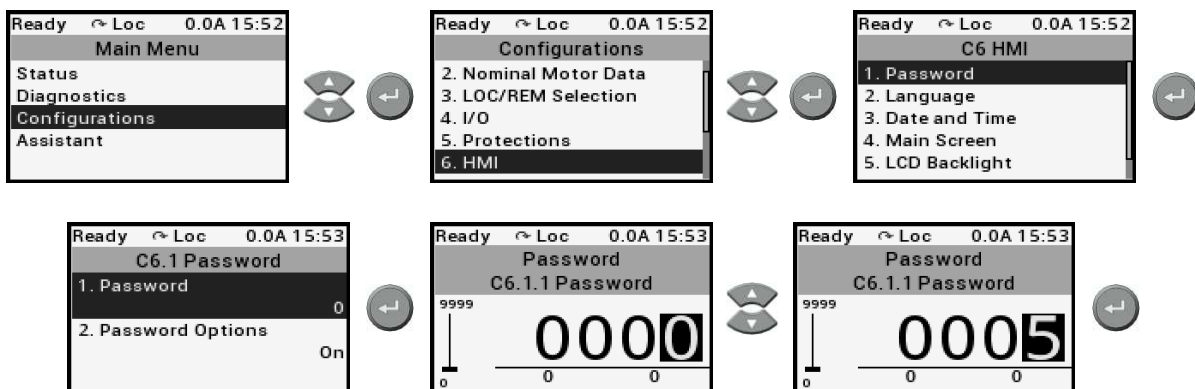 Ready Loc 0.0A 15:52
Main Menu
Status
Diagnostics
Configurations
Assistant
Ready Loc 0.0A 15:52
Configurations
2. Nominal Motor Data
3. LOC/REM Selection
4. I/O
5. Protections
6. HMI
Ready Loc 0.0A 15:52
C6 HMI
1. Password
2. Language
3. Date and Time
4. Main Screen
5. LCD Backlight
Ready Loc 0.0A 15:53
C6.1 Password
1. Password
0
2. Password Options
On
Ready Loc 0.0A 15:53
Password
C6.1.1 Password
9999
0000
0
0 0
Ready Loc 0.0A 15:53
Password
C6.1.1 Password
9999
0005
0
0 0